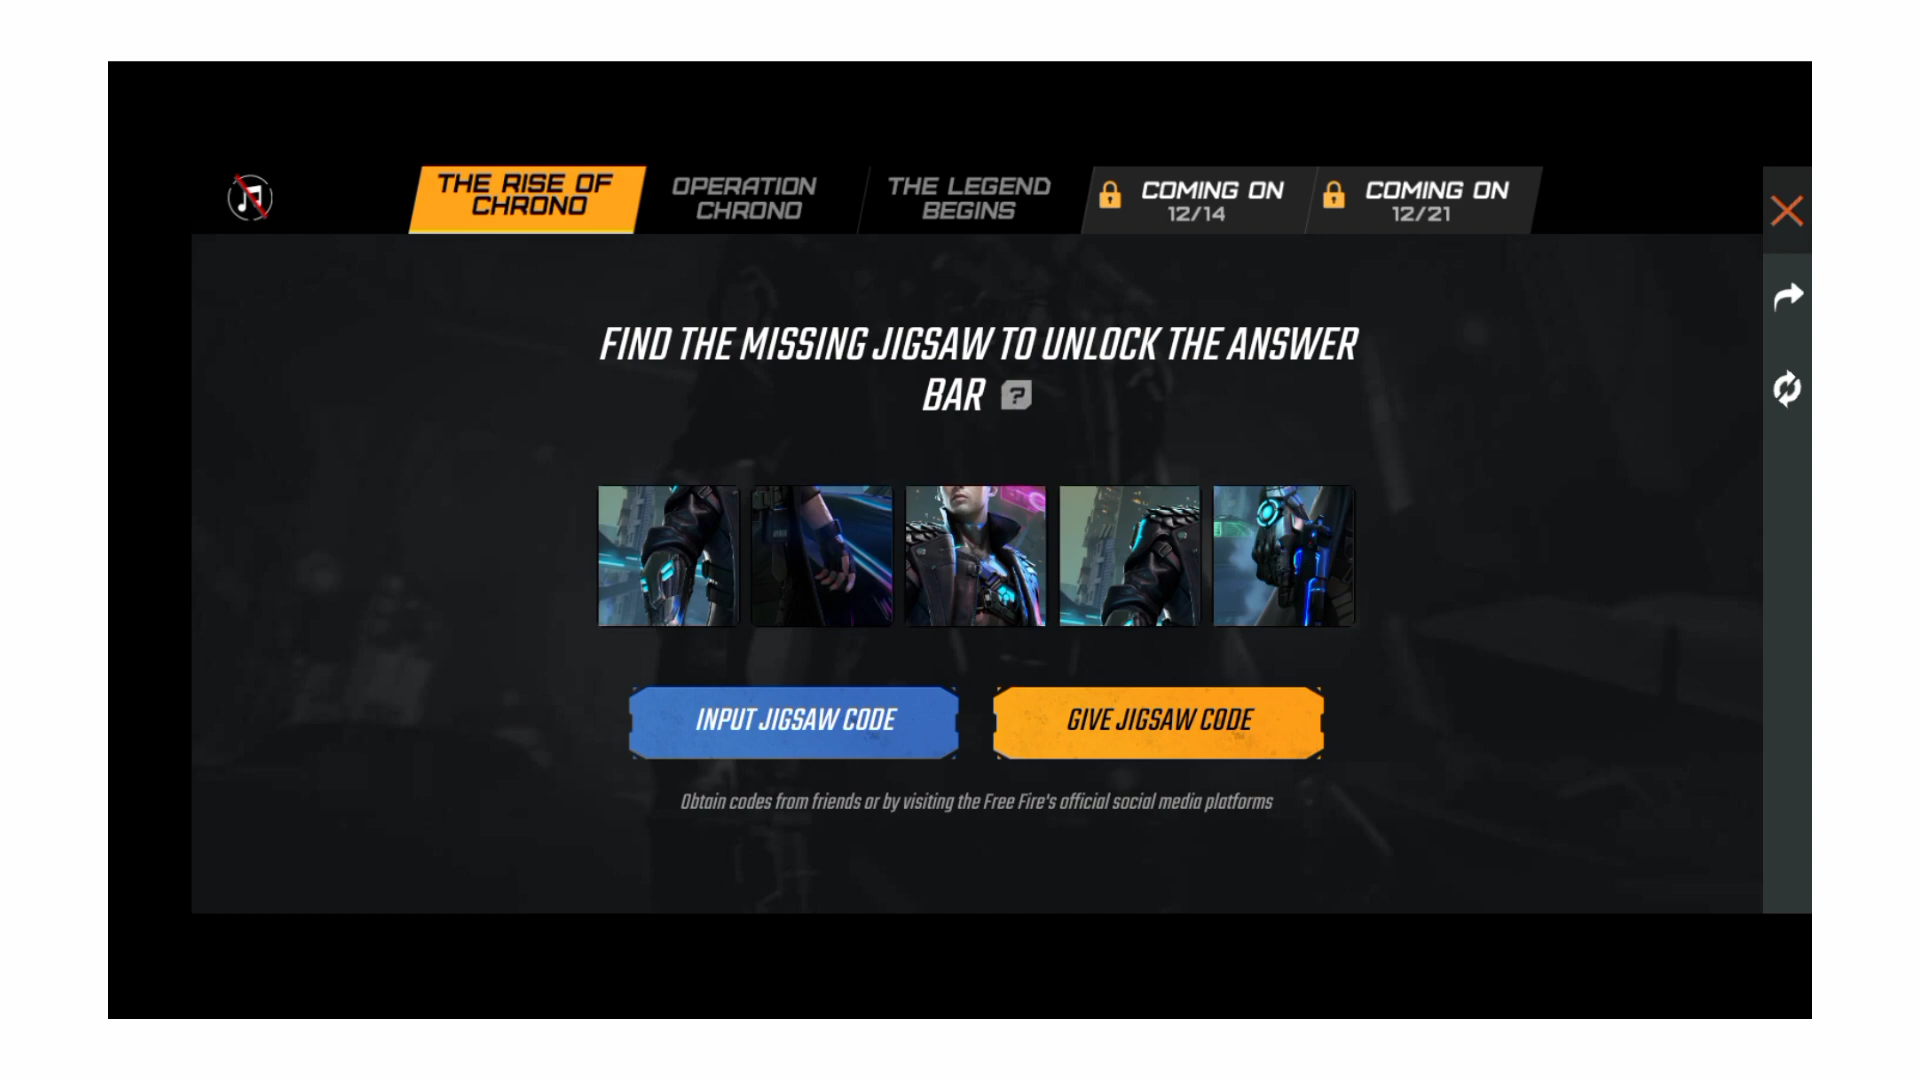 THE RISE OF
CHRONO
OPERATION
CHRONO
THE LEGEND
BEGINS
COMING ON
12/14
COMING ON
12/21
FIND THE MISSING JIGSAW TO UNLOCK THE ANSWER
BAR ?
INPUT JIGSAW CODE
GIVE JIGSAW CODE
Obtain codes from friends or by visiting the Free Fire's official social media platforms